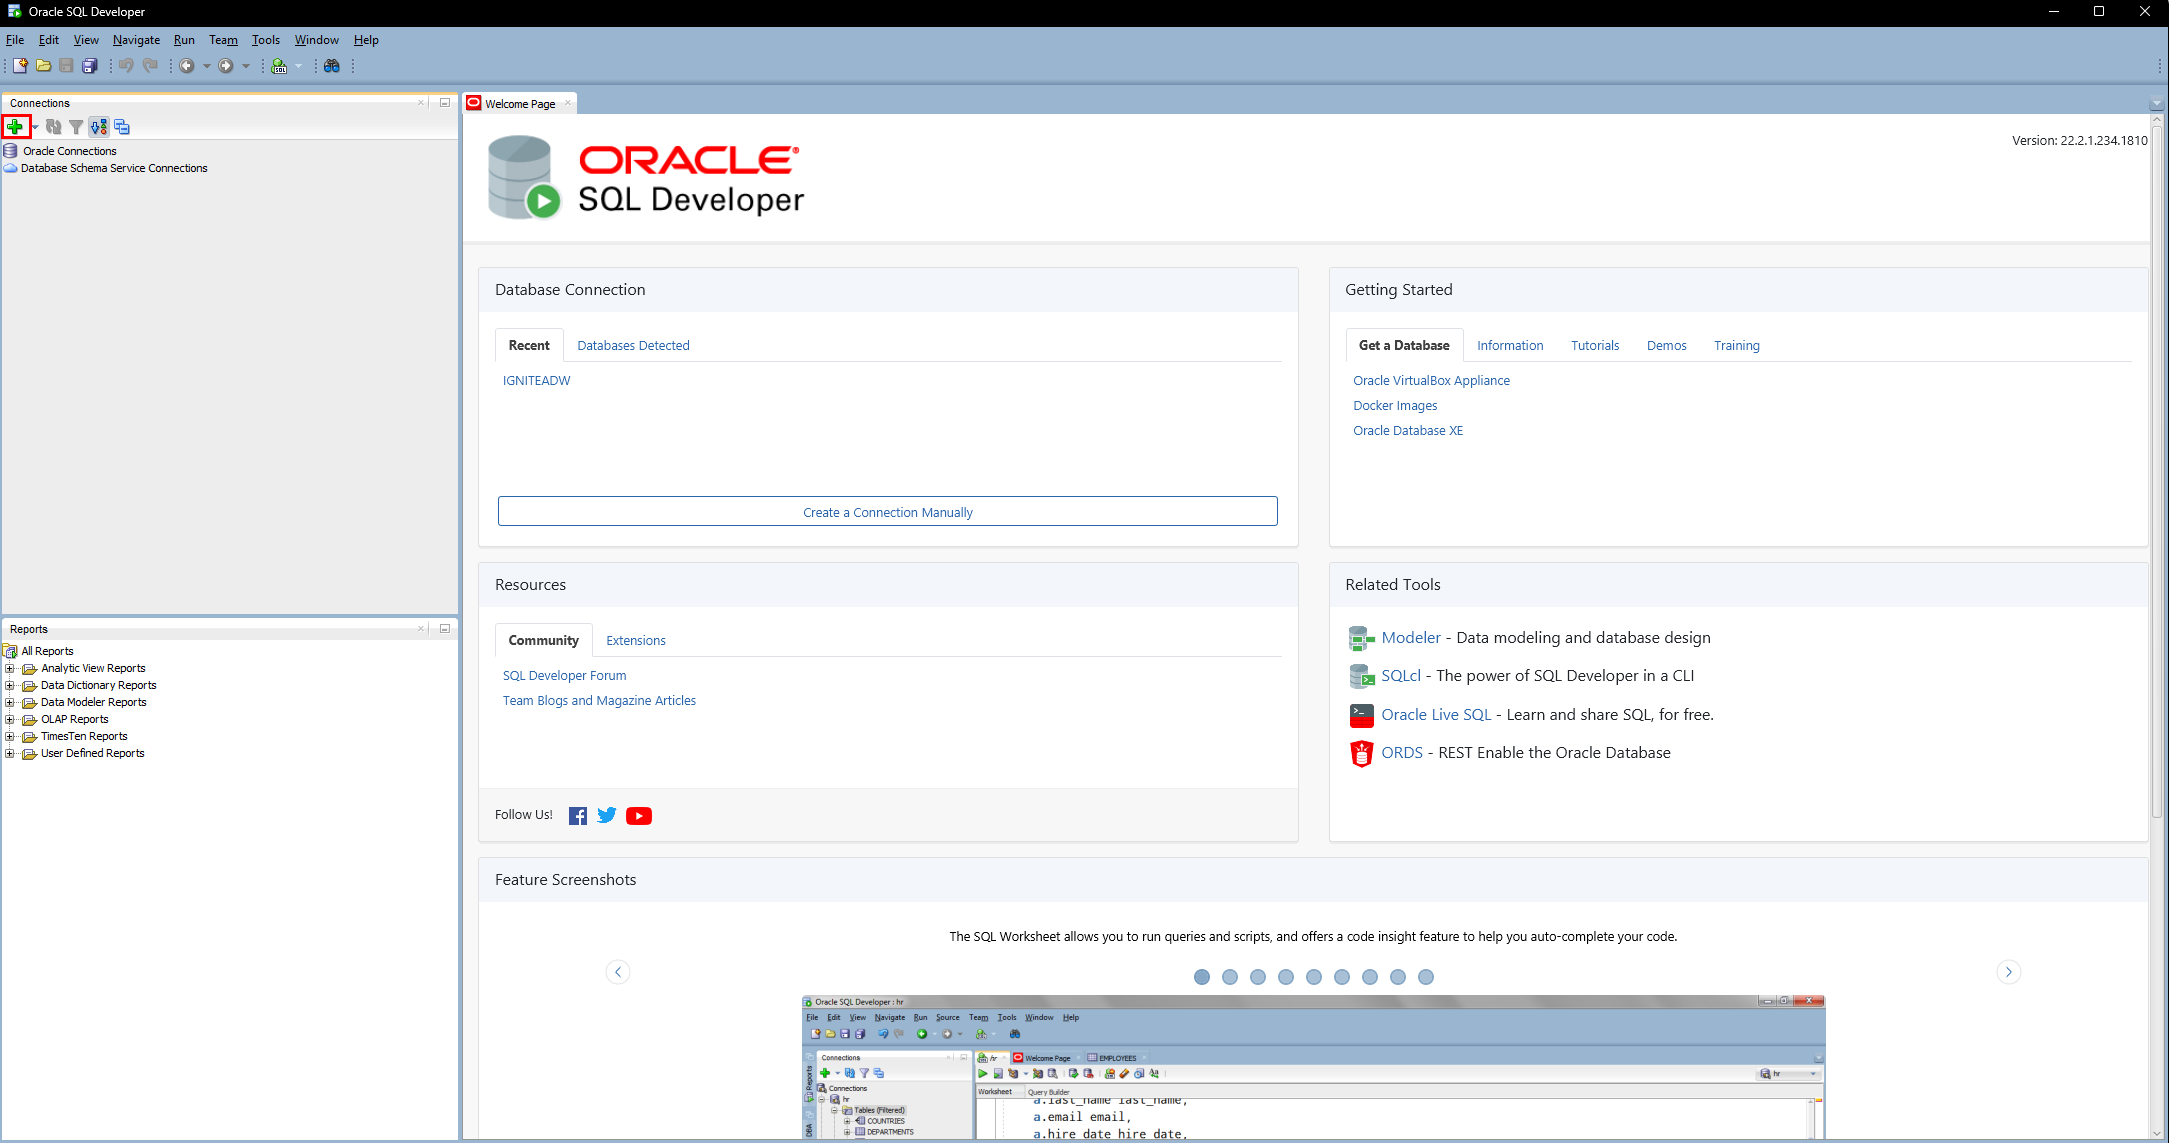 Oracle SQL Developer
File Edit View Navigate Run Team Tools Window Help
Connections
Oracle Connections
Database Schema Service Connections
Reports
All Reports
Analytic View Reports
Data Dictionary Reports
Data Modeler Reports
OLAP Reports
TimesTen Reports
User Defined Reports
Welcome Page
ORACLE
SQL Developer
Version: 22.2.1.234.1810
Database Connection
Recent Databases Detected
IGNITEADW
Create a Connection Manually
Getting Started
Get a Database Information Tutorials Demos Training
Oracle VirtualBox Appliance
Docker Images
Oracle Database XE
Resources
Community Extensions
SQL Developer Forum
Team Blogs and Magazine Articles
Follow Us!
Related Tools
Modeler - Data modeling and database design
SQLcl - The power of SQL Developer in a CLI
Oracle Live SQL - Learn and share SQL, for free.
ORDS - REST Enable the Oracle Database
Feature Screenshots
The SQL Worksheet allows you to run queries and scripts, and offers a code insight feature to help you auto-complete your code.
Oracle SQL Developer : hr
File Edit View Navigate Run Source Team Tools Window Help
Connections
Reports
DBA
Connections
hr
Tables (Filtered)
COUNTRIES
DEPARTMENTS
hr Welcome Page EMPLOYEES
hr
Worksheet Query Builder
a.last_name last_name,
a.email email,
a.hire_date hire_date,